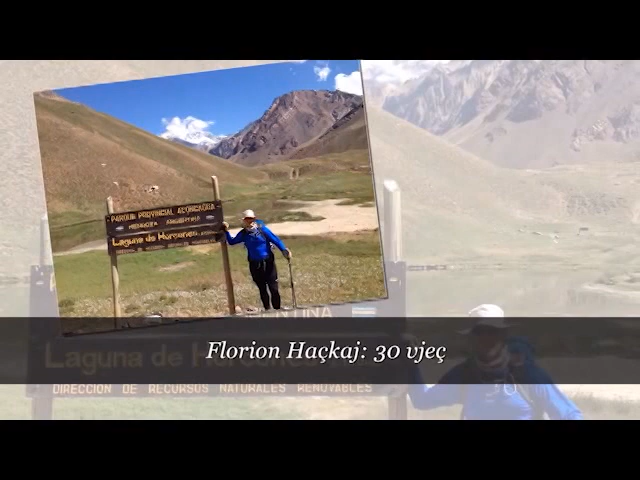 PARQUE PROVINCIAL ACONCAGUA
MENDOZA ARGENTINA
Laguna de Horcones
ARGENTINA
Florion Haçkaj: 30 vjeç
Laguna de Horcones
DIRECCION DE RECURSOS NATURALES RENOVABLES